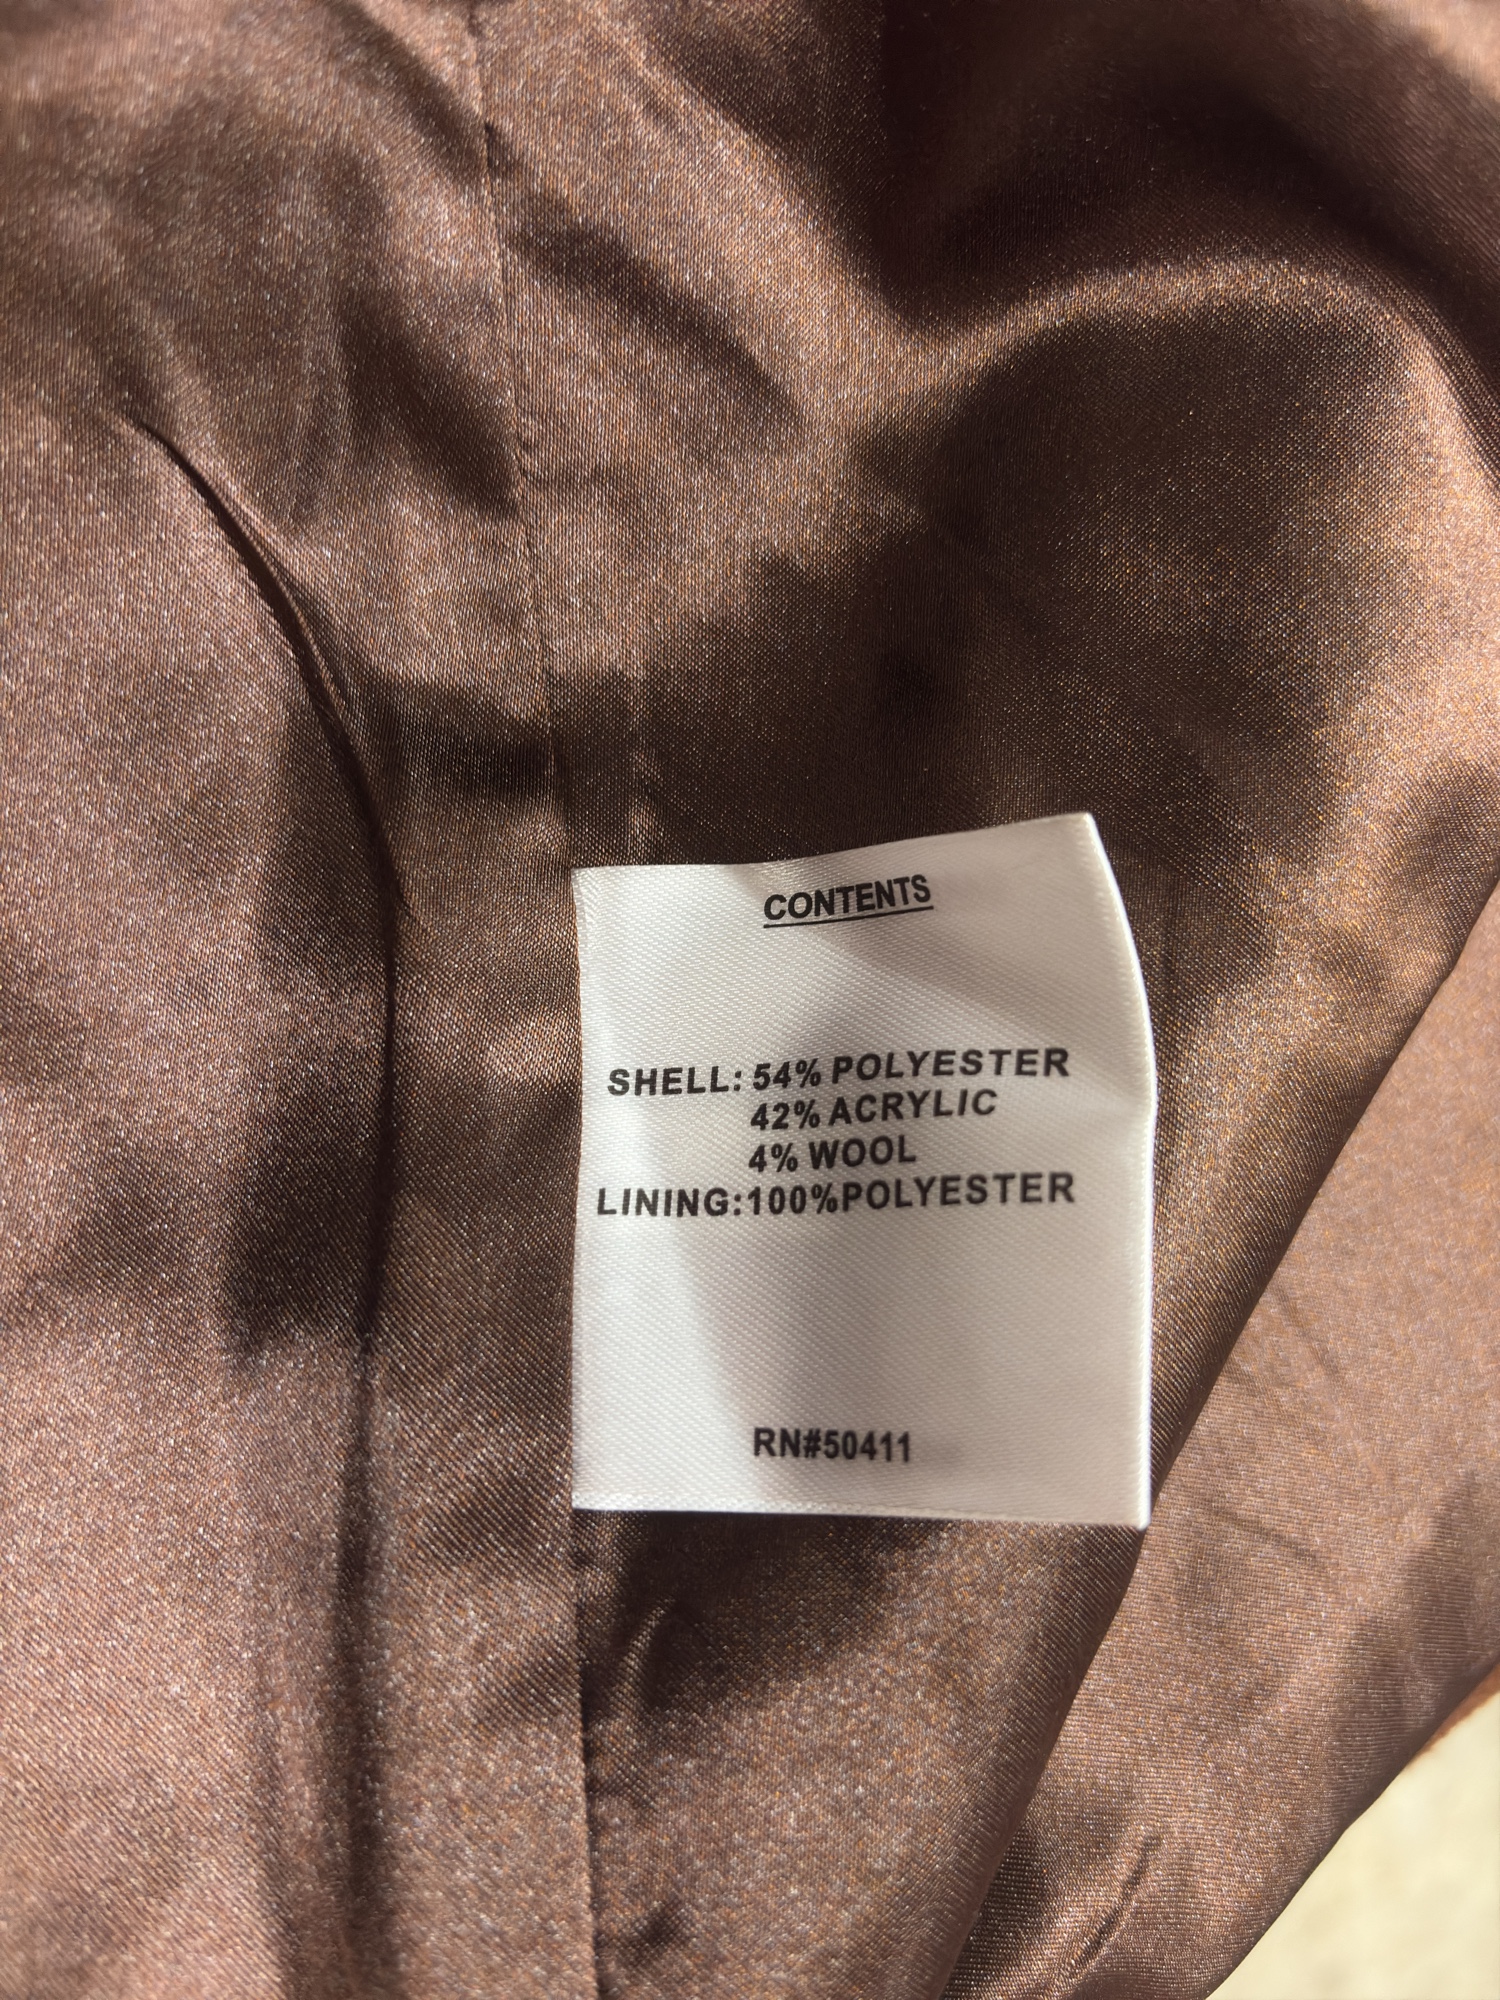 CONTENTS
SHELL: 54% POLYESTER
42% ACRYLIC
4% WOOL
LINING:100%POLYESTER
RN#50411